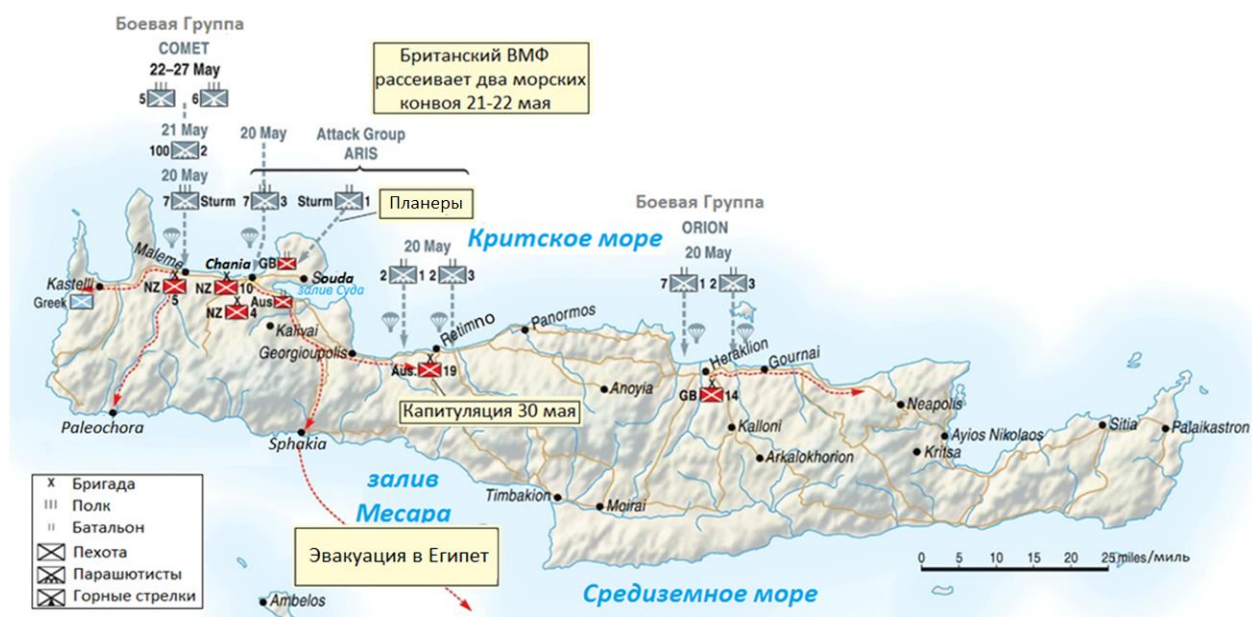 Боевая Группа
COMET
22–27 May
5
6
21 May
100 2
20 May
7 Sturm
20 May
7 3
Attack Group
ARIS
Sturm 1
Британский ВМФ
рассеивает два морских
конвоя 21-22 мая
Планеры
Критское море
Боевая Группа
ORION
20 May
7 1
2 3
20 May
2 1
2 3
Maleme
Chania
GB
Souda
залив Суда
Kastelli
Greek
NZ
5
NZ 10
NZ 4
Aus
Kalivai
Georgioupolis
Retimno
Panormos
Aus. 19
Anoyia
Heraklion
Gournai
GB 14
Neapolis
Капитуляция 30 мая
Kalloni
Ayios Nikolaos
Sitia
Palaikastron
Kritsa
Arkalokhorion
Paleochora
Sphakia
залив
Месара
Timbakion
Moirai
Эвакуация в Египет
x Бригада
III Полк
II Батальон
Пехота
Парашютисты
Горные стрелки
0 5 10 15 20 25 miles/миль
Средиземное море
Ambelos